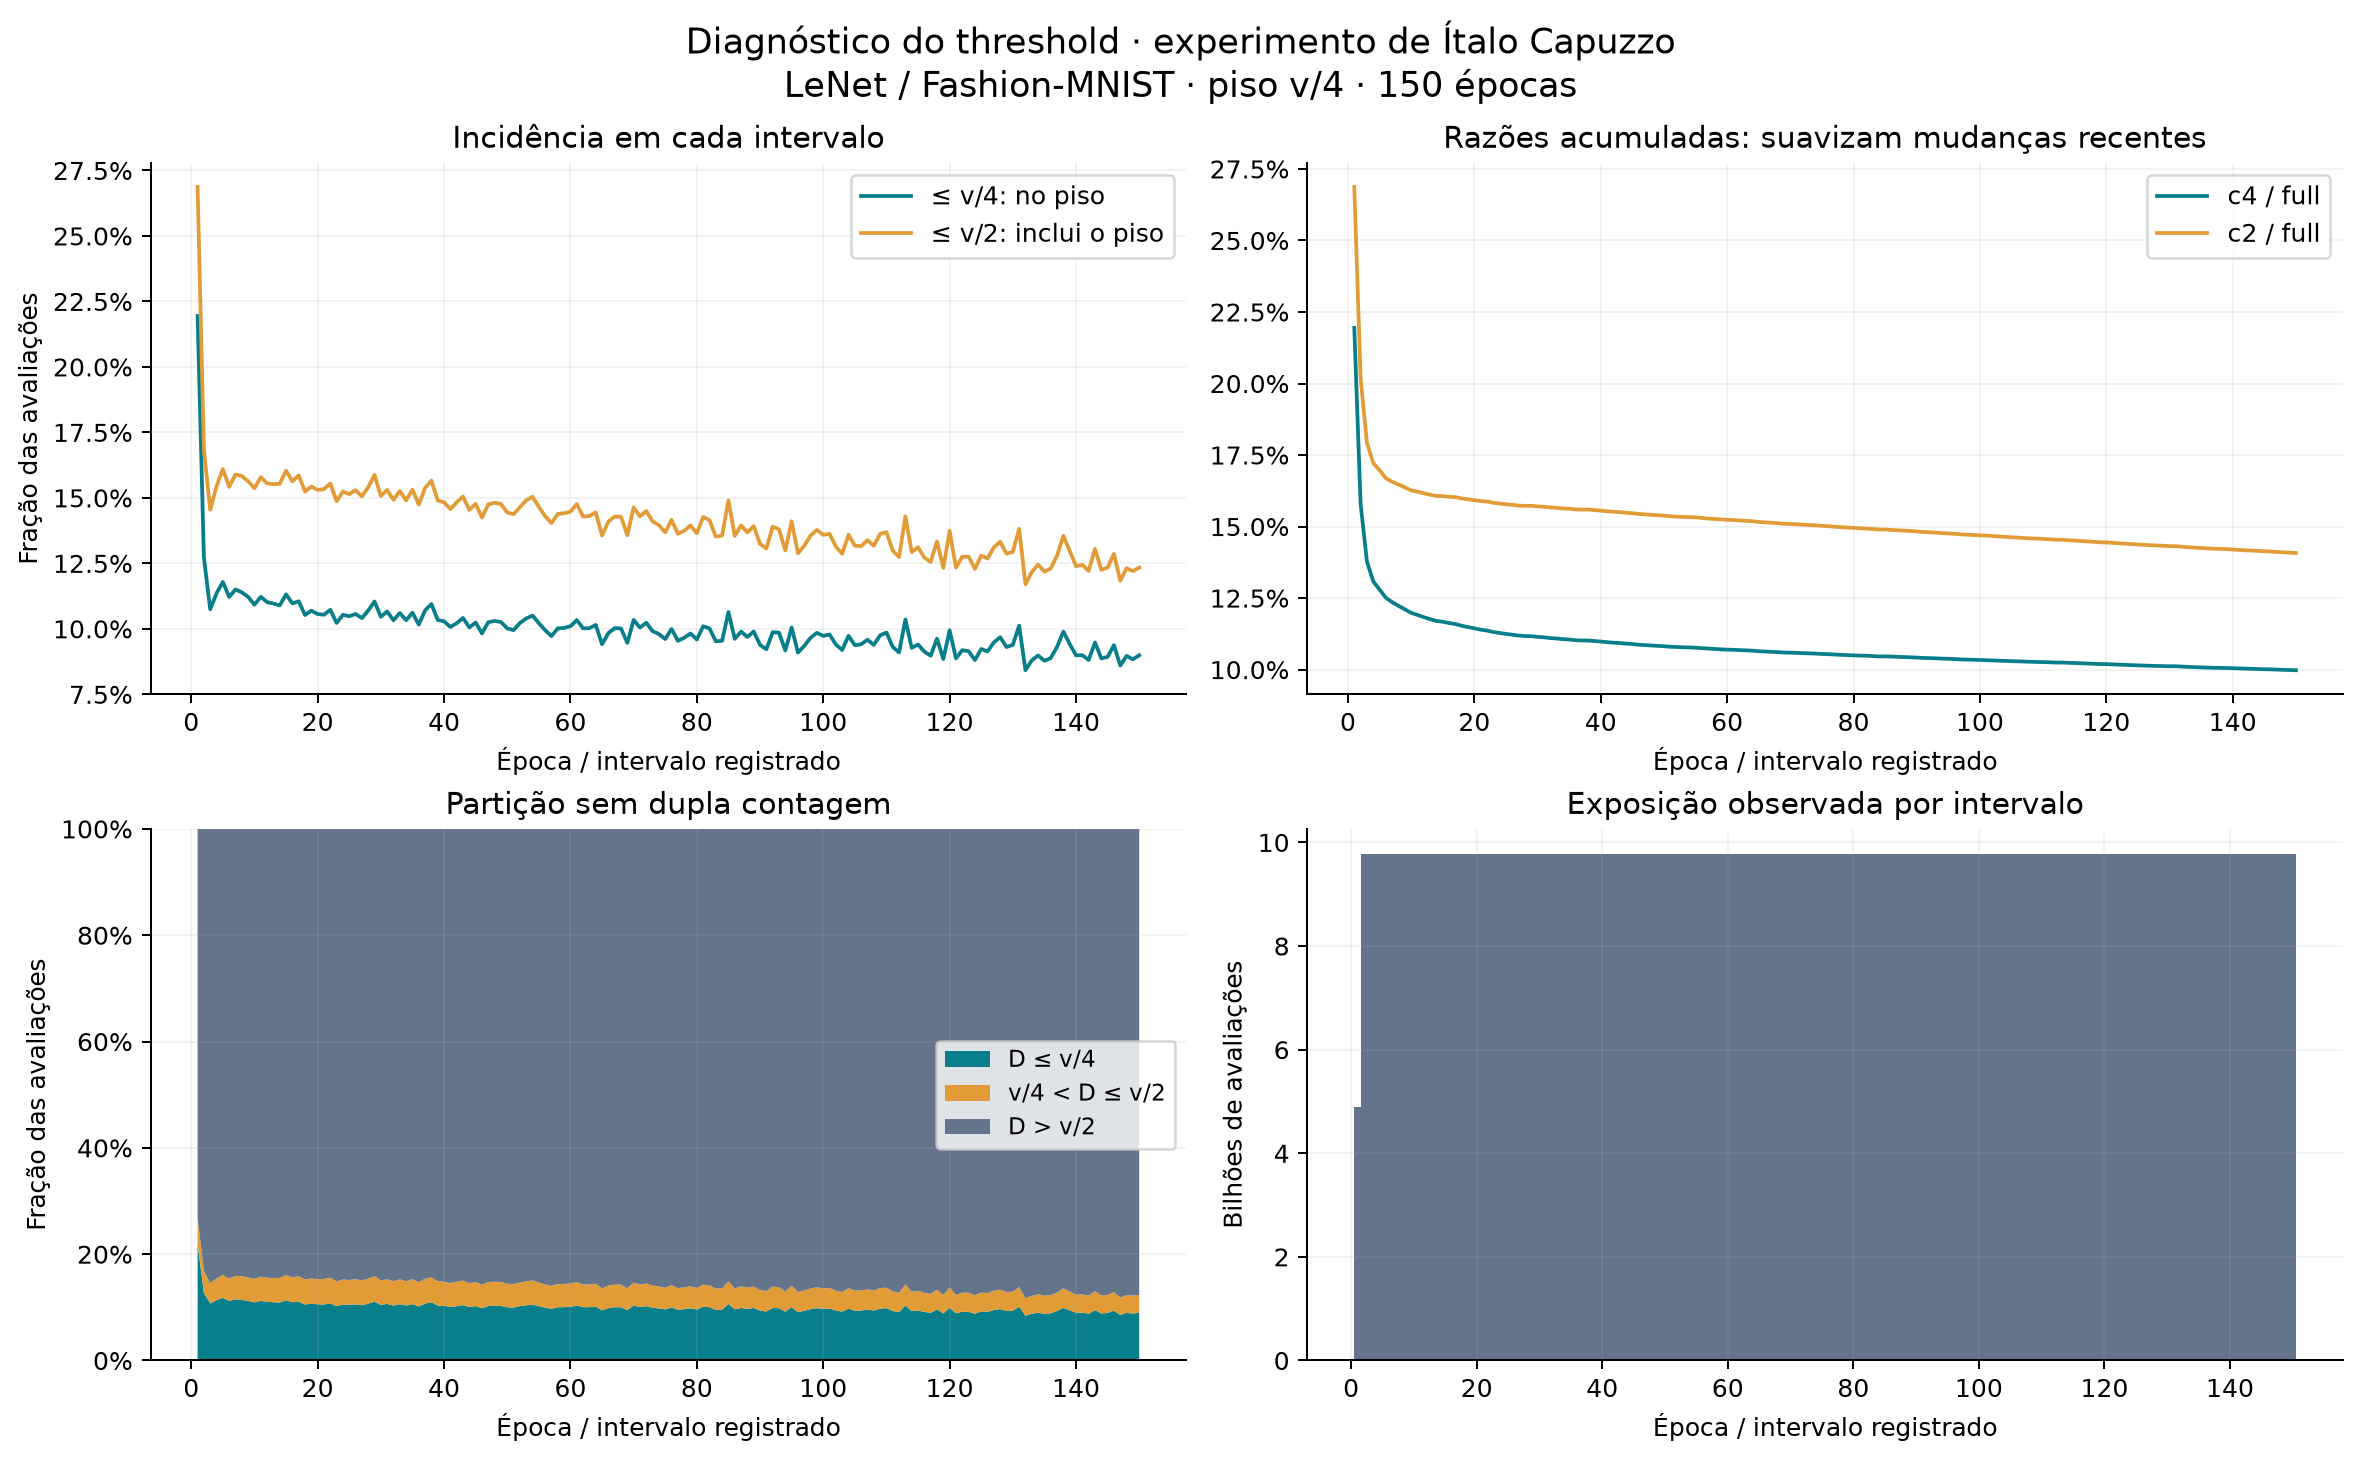 Diagnóstico do threshold · experimento de Ítalo Capuzzo
LeNet / Fashion-MNIST · piso v/4 · 150 épocas
Incidência em cada intervalo
27.5%
25.0%
22.5%
20.0%
17.5%
15.0%
12.5%
10.0%
7.5%
Fração das avaliações
≤ v/4: no piso
≤ v/2: inclui o piso
0 20 40 60 80 100 120 140
Época / intervalo registrado
Razões acumuladas: suavizam mudanças recentes
27.5%
25.0%
22.5%
20.0%
17.5%
15.0%
12.5%
10.0%
c4 / full
c2 / full
0 20 40 60 80 100 120 140
Época / intervalo registrado
Partição sem dupla contagem
100%
80%
60%
40%
20%
0%
Fração das avaliações
D ≤ v/4
v/4 < D ≤ v/2
D > v/2
0 20 40 60 80 100 120 140
Época / intervalo registrado
Exposição observada por intervalo
10
8
6
4
2
0
Bilhões de avaliações
0 20 40 60 80 100 120 140
Época / intervalo registrado